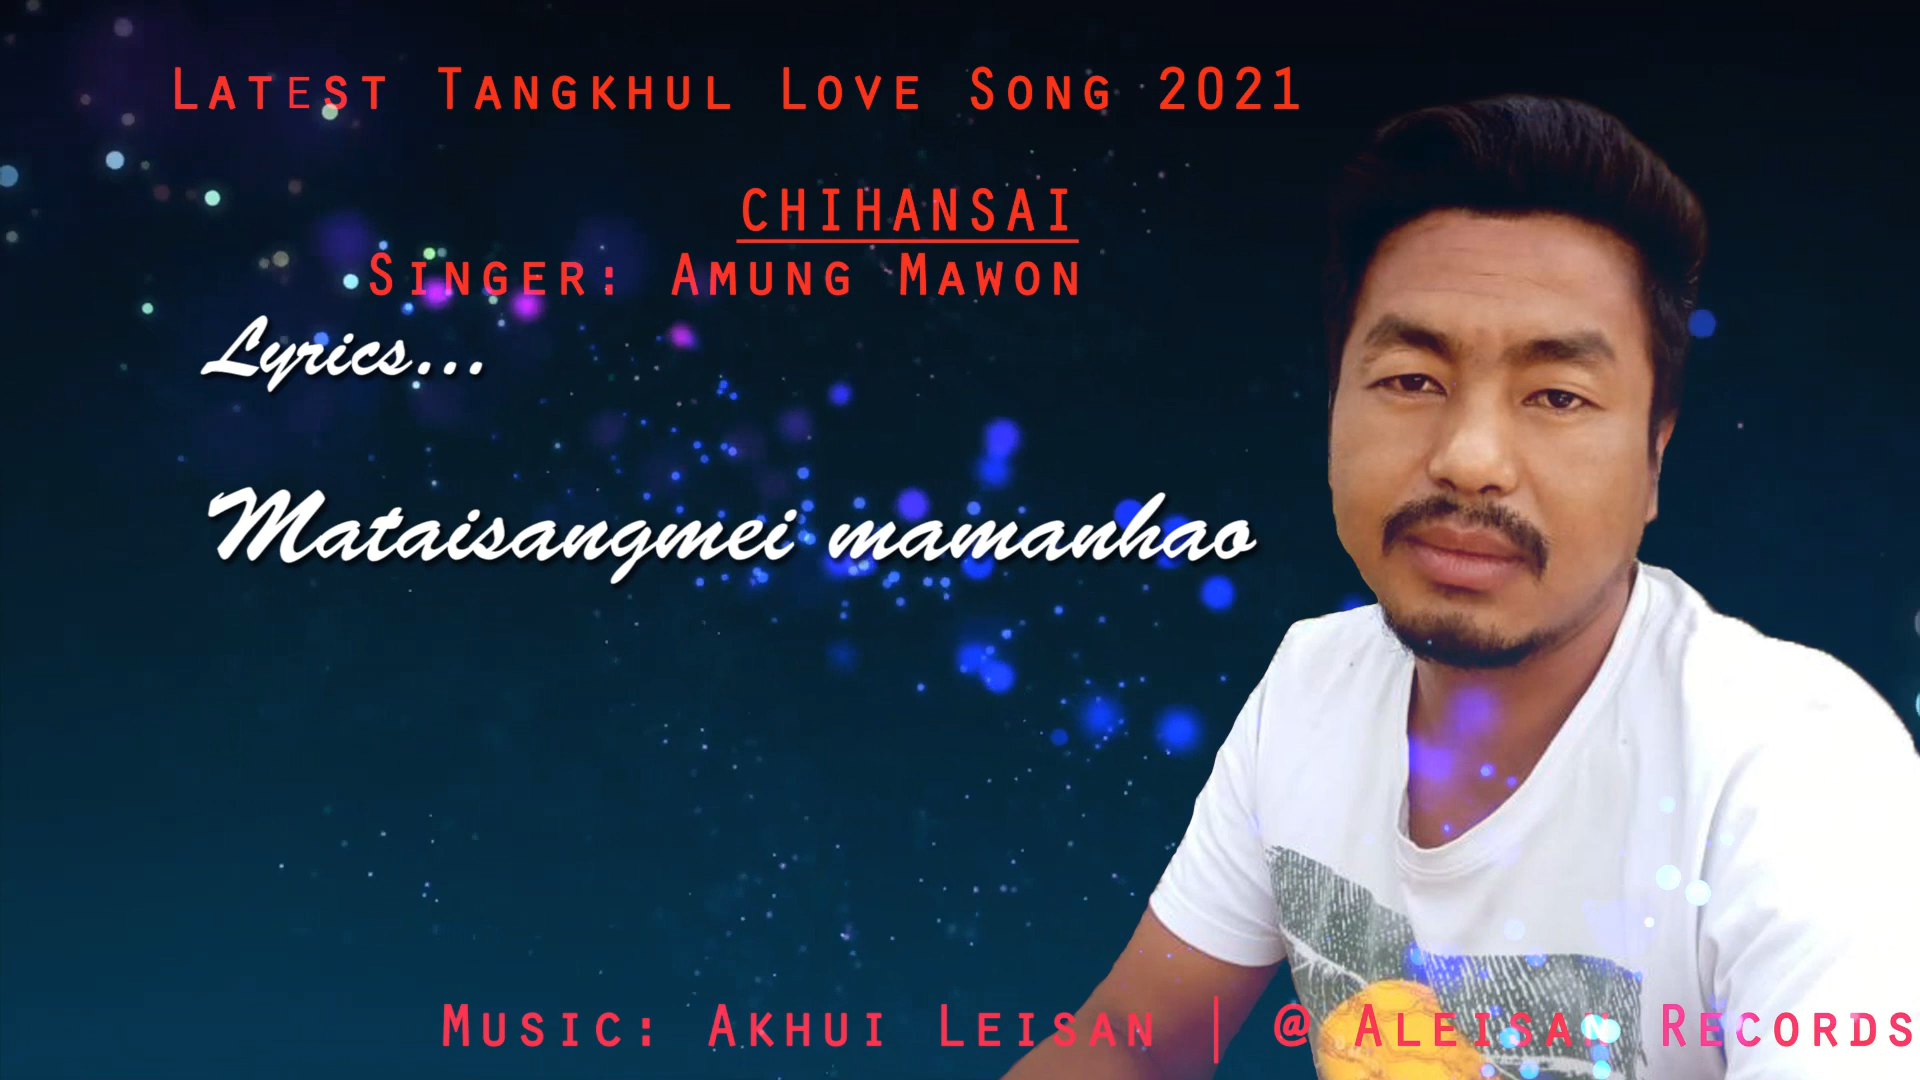 Latest Tangkhul Love Song 2021
CHIHANSAI
Singer: Amung Mawon
Lyrics...
Mataisangmei mamanhao
Music: Akhui Leisan | @ Aleisan Records